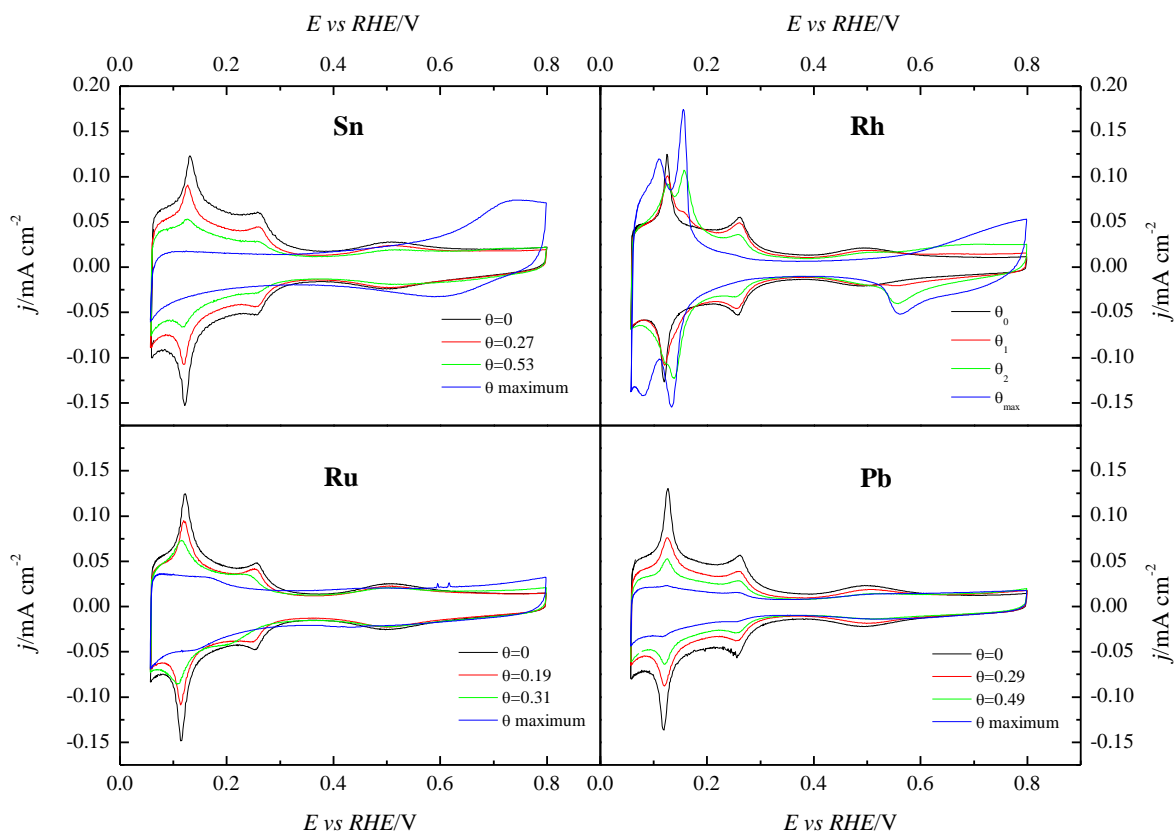 E vs RHE/V
E vs RHE/V
0.0 0.2 0.4 0.6 0.8
0.0 0.2 0.4 0.6 0.8
0.20
0.15
0.10
0.05
0.00
-0.05
-0.10
-0.15
j/mA cm-2
Sn
θ=0
θ=0.27
θ=0.53
θ maximum
Rh
θ0
θ1
θ2
θmax
0.20
0.15
0.10
0.05
0.00
-0.05
-0.10
-0.15
j/mA cm-2
0.15
0.10
0.05
0.00
-0.05
-0.10
-0.15
j/mA cm-2
Ru
θ=0
θ=0.19
θ=0.31
θ maximum
Pb
θ=0
θ=0.29
θ=0.49
θ maximum
0.15
0.10
0.05
0.00
-0.05
-0.10
-0.15
j/mA cm-2
0.0 0.2 0.4 0.6 0.8
0.0 0.2 0.4 0.6 0.8
E vs RHE/V
E vs RHE/V